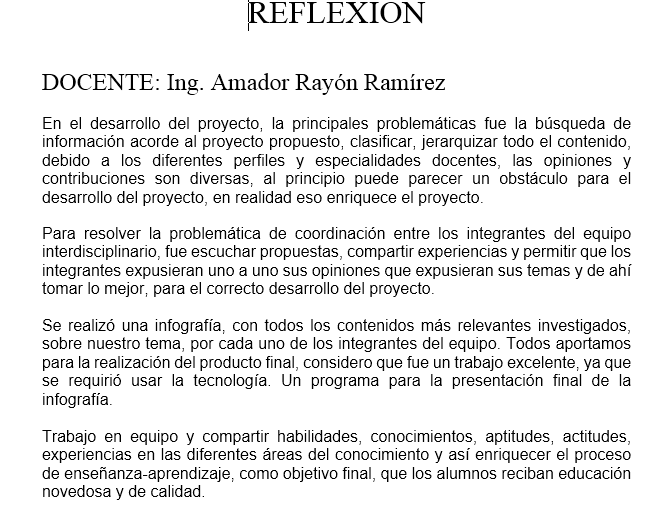 REFLEXION
DOCENTE: Ing. Amador Rayón Ramírez
En el desarrollo del proyecto, la principales problemáticas fue la búsqueda de
información acorde al proyecto propuesto, clasificar, jerarquizar todo el contenido,
debido a los diferentes perfiles y especialidades docentes, las opiniones y
contribuciones son diversas, al principio puede parecer un obstáculo para el
desarrollo del proyecto, en realidad eso enriquece el proyecto.
Para resolver la problemática de coordinación entre los integrantes del equipo
interdisciplinario, fue escuchar propuestas, compartir experiencias y permitir que los
integrantes expusieran uno a uno sus opiniones que expusieran sus temas y de ahí
tomar lo mejor, para el correcto desarrollo del proyecto.
Se realizó una infografía, con todos los contenidos más relevantes investigados,
sobre nuestro tema, por cada uno de los integrantes del equipo. Todos aportamos
para la realización del producto final, considero que fue un trabajo excelente, ya que
se requirió usar la tecnología. Un programa para la presentación final de la
infografía.
Trabajo en equipo y compartir habilidades, conocimientos, aptitudes, actitudes,
experiencias en las diferentes áreas del conocimiento y así enriquecer el proceso
de enseñanza-aprendizaje, como objetivo final, que los alumnos reciban educación
novedosa y de calidad.